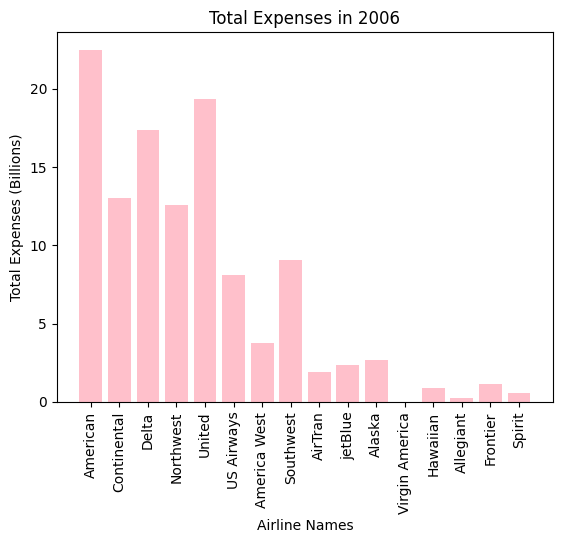 Total Expenses in 2006
Total Expenses (Billions)
20
15
10
5
0
American
Continental
Delta
Northwest
United
US Airways
America West
Southwest
AirTran
jetBlue
Alaska
Virgin America
Hawaiian
Allegiant
Frontier
Spirit
Airline Names